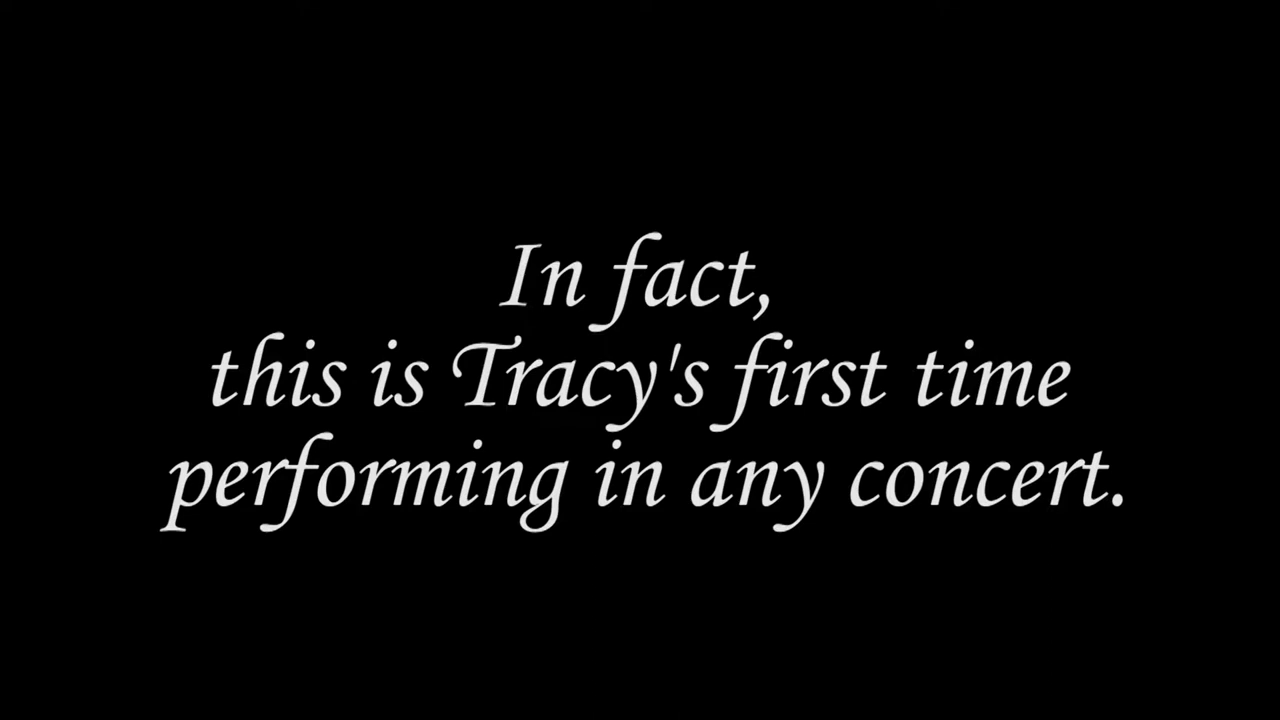 In fact,
this is Tracy's first time
performing in any concert.